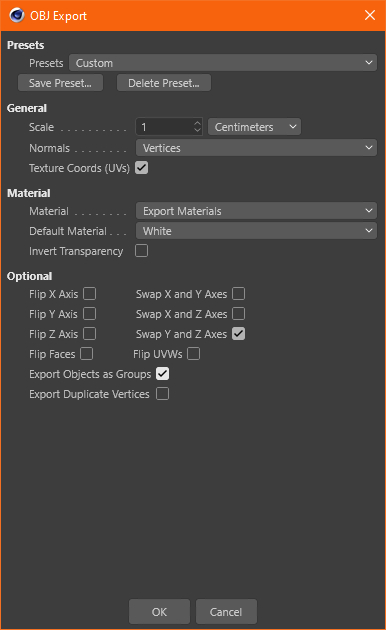 OBJ Export
Presets
Presets Custom
Save Preset... Delete Preset...
General
Scale . . . . . . . . . 1 Centimeters
Normals . . . . . . . Vertices
Texture Coords (UVs)
Material
Material . . . . . . . . Export Materials
Default Material . . . White
Invert Transparency
Optional
Flip X Axis Swap X and Y Axes
Flip Y Axis Swap X and Z Axes
Flip Z Axis Swap Y and Z Axes
Flip Faces Flip UVWs
Export Objects as Groups
Export Duplicate Vertices
OK Cancel